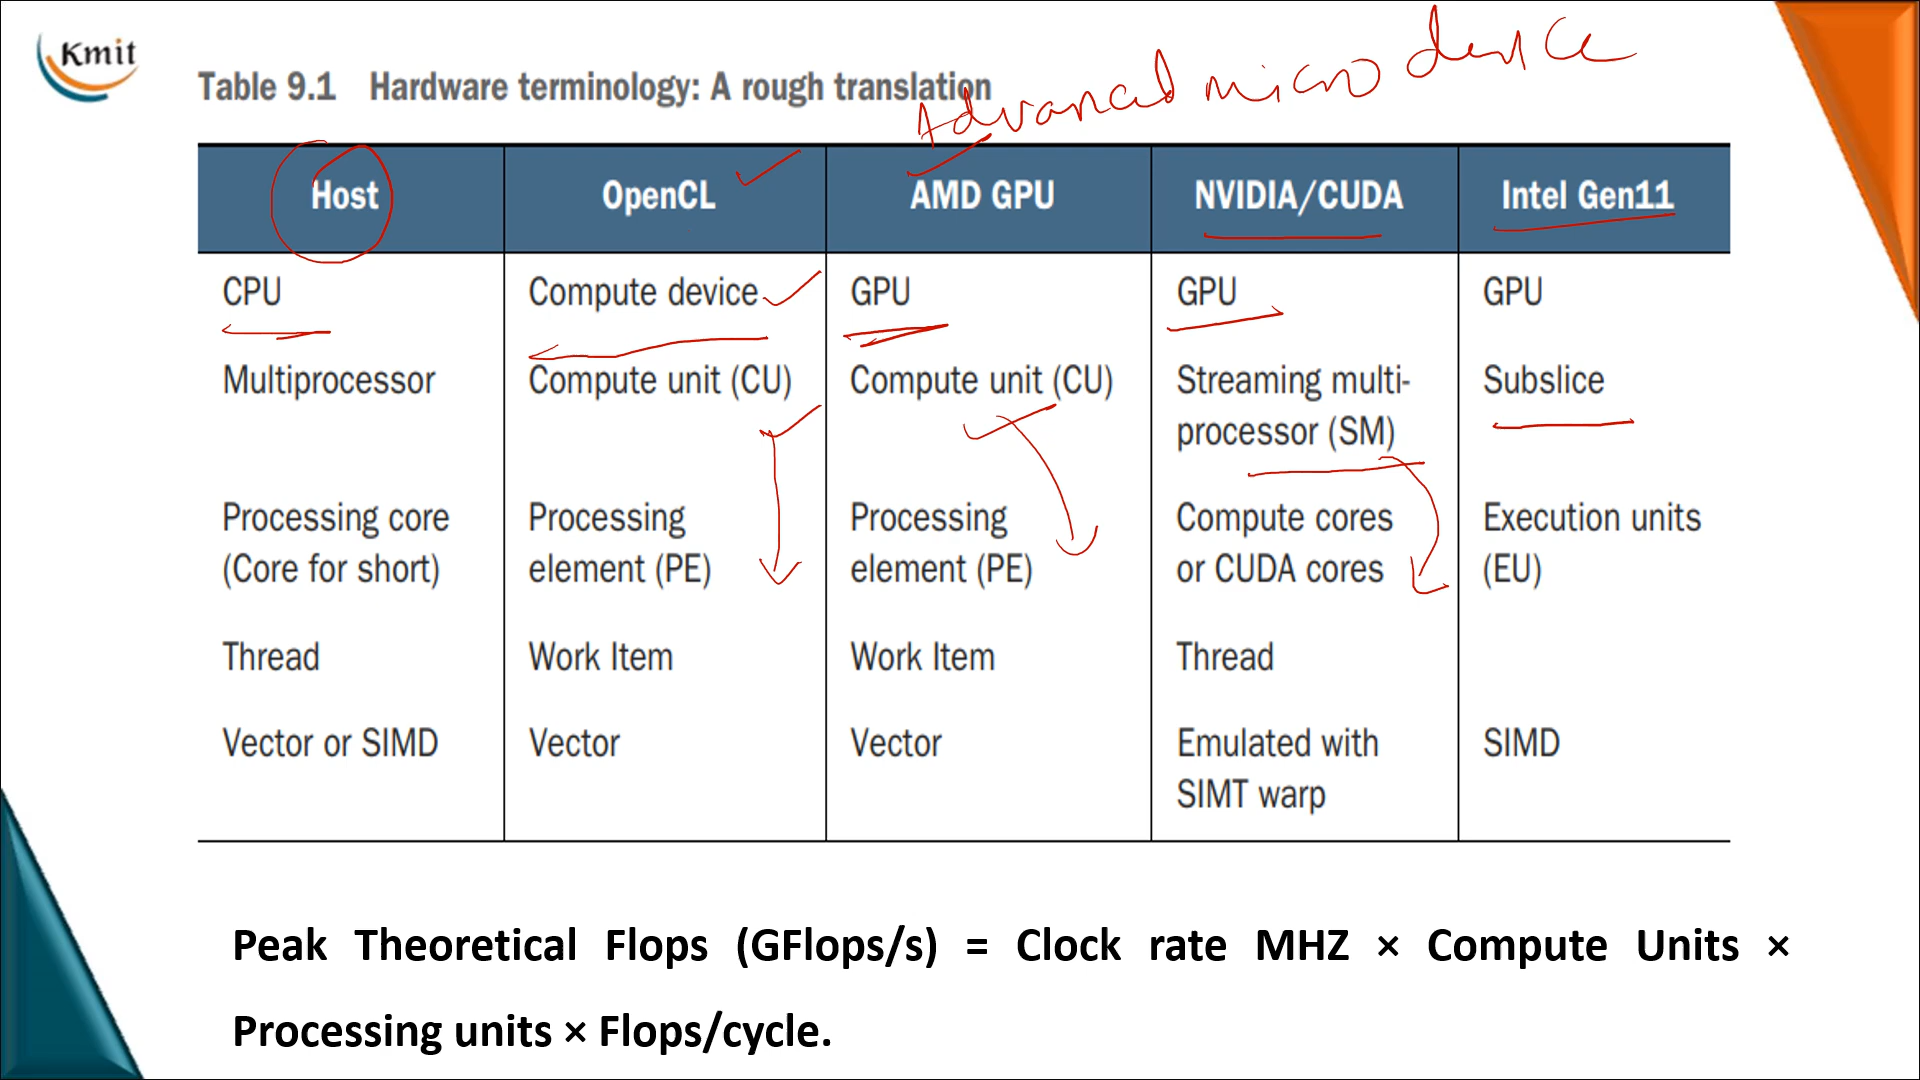 Kmit
Advanced micro device
Table 9.1 Hardware terminology: A rough translation
Host OpenCL AMD GPU NVIDIA/CUDA Intel Gen11
CPU Compute device GPU GPU GPU
Multiprocessor Compute unit (CU) Compute unit (CU) Streaming multi- Subslice
processor (SM)
Processing core Processing Processing Compute cores Execution units
(Core for short) element (PE) element (PE) or CUDA cores (EU)
Thread Work Item Work Item Thread
Vector or SIMD Vector Vector Emulated with SIMD
SIMT warp
Peak Theoretical Flops (GFlops/s) = Clock rate MHZ × Compute Units ×
Processing units × Flops/cycle.